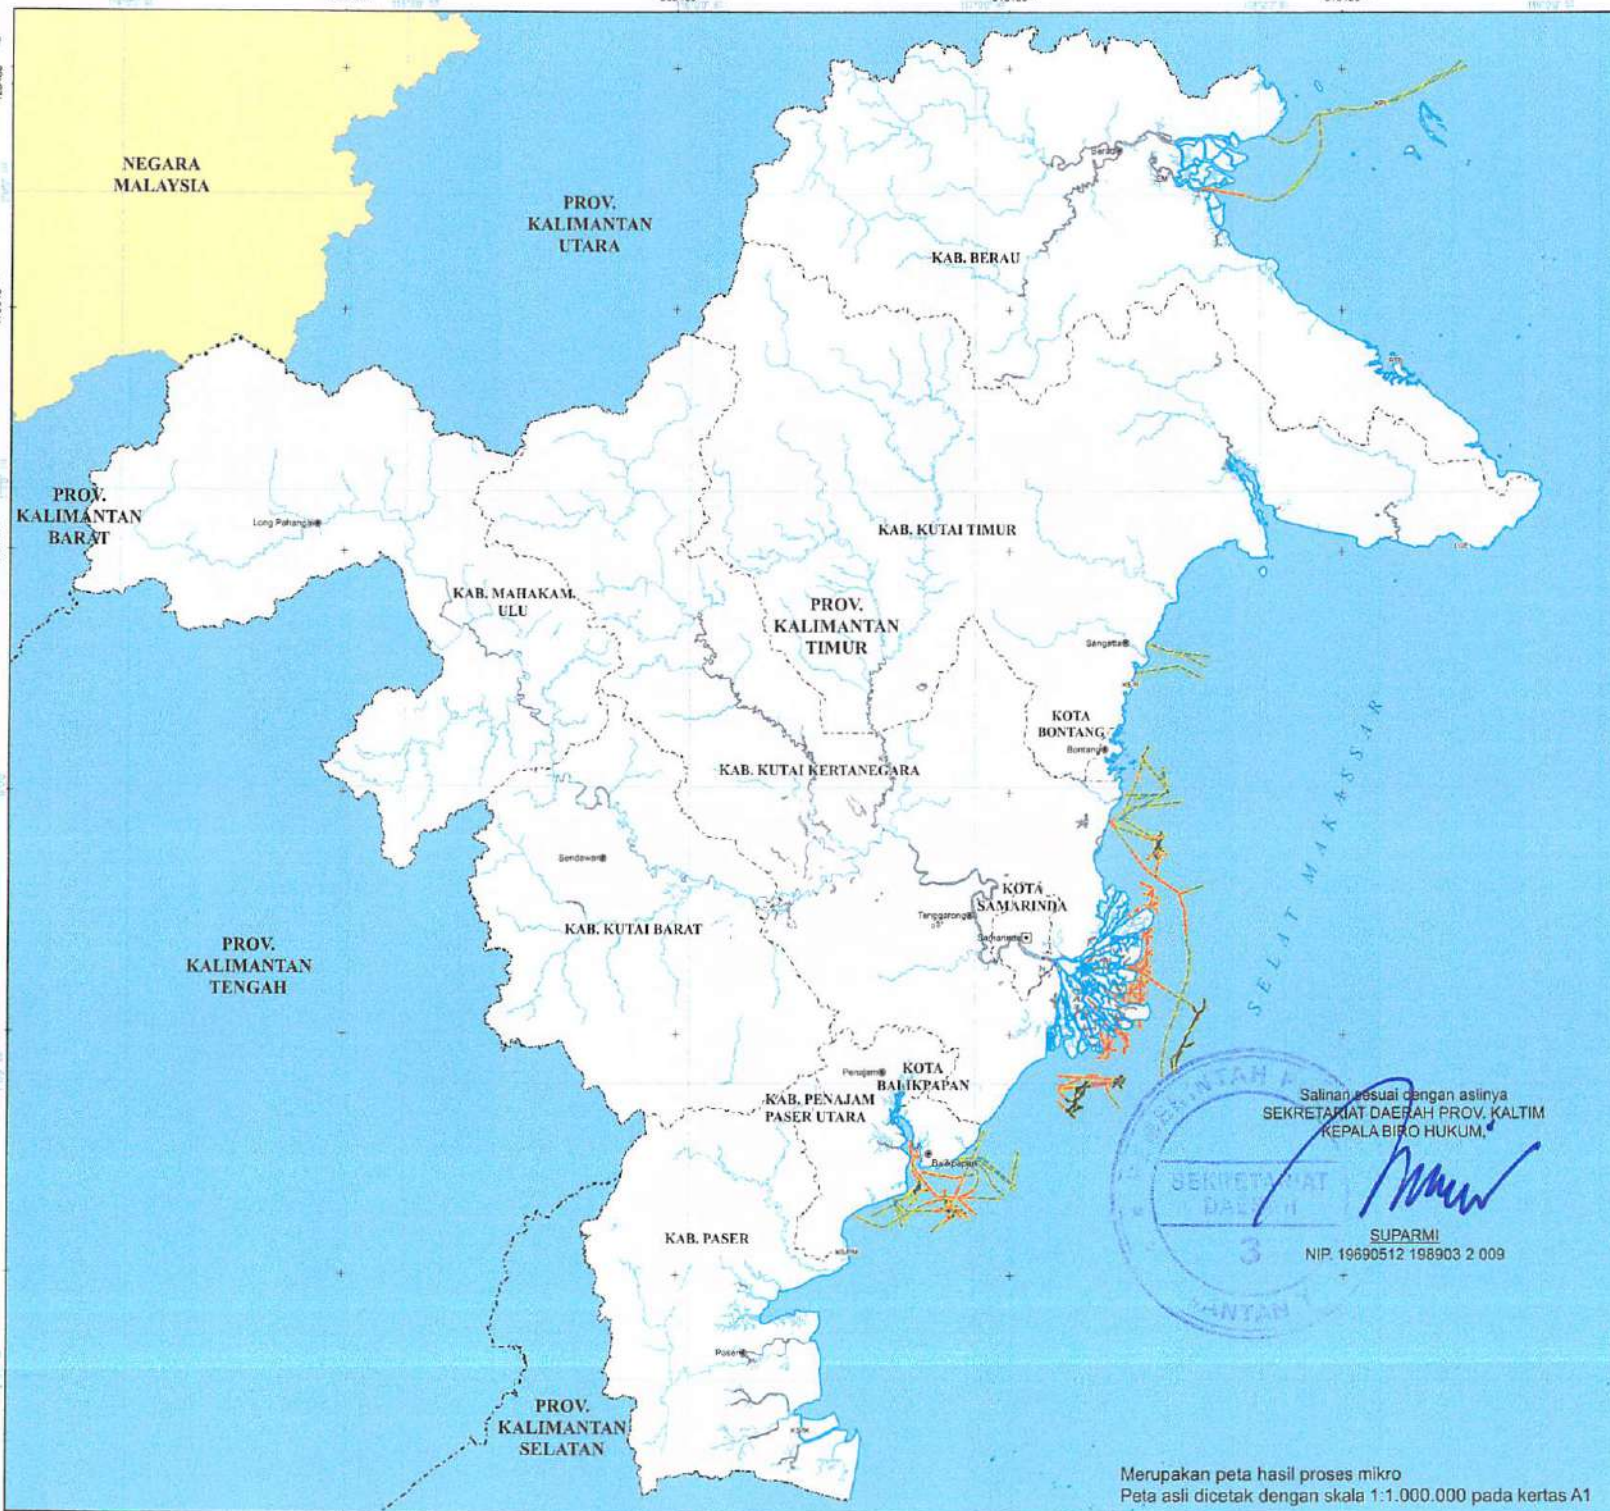 NEGARA
MALAYSIA
PROV.
KALIMANTAN
UTARA
KAB. BERAU
PROV.
KALIMANTAN
BARAT
KAB. KUTAI TIMUR
KAB. MAHAKAM
ULU
PROV.
KALIMANTAN
TIMUR
Sangatta
KOTA
BONTANG
Bontang
KAB. KUTAI KERTANEGARA
SELAT MAKASSAR
Sendawar
KOTA
SAMARINDA
Tenggarong
Samarinda
KAB. KUTAI BARAT
PROV.
KALIMANTAN
TENGAH
Penajam
KOTA
BALIKPAPAN
KAB. PENAJAM
PASER UTARA
Balikpapan
Salinan sesuai dengan aslinya
SEKRETARIAT DAERAH PROV. KALTIM
KEPALA BIRO HUKUM,
SEKRETARIAT
DAERAH
3
SUPARMI
NIP. 19690512 198903 2 009
KAB. PASER
Paser
PROV.
KALIMANTAN
SELATAN
Merupakan peta hasil proses mikro
Peta asli dicetak dengan skala 1:1.000.000 pada kertas A1